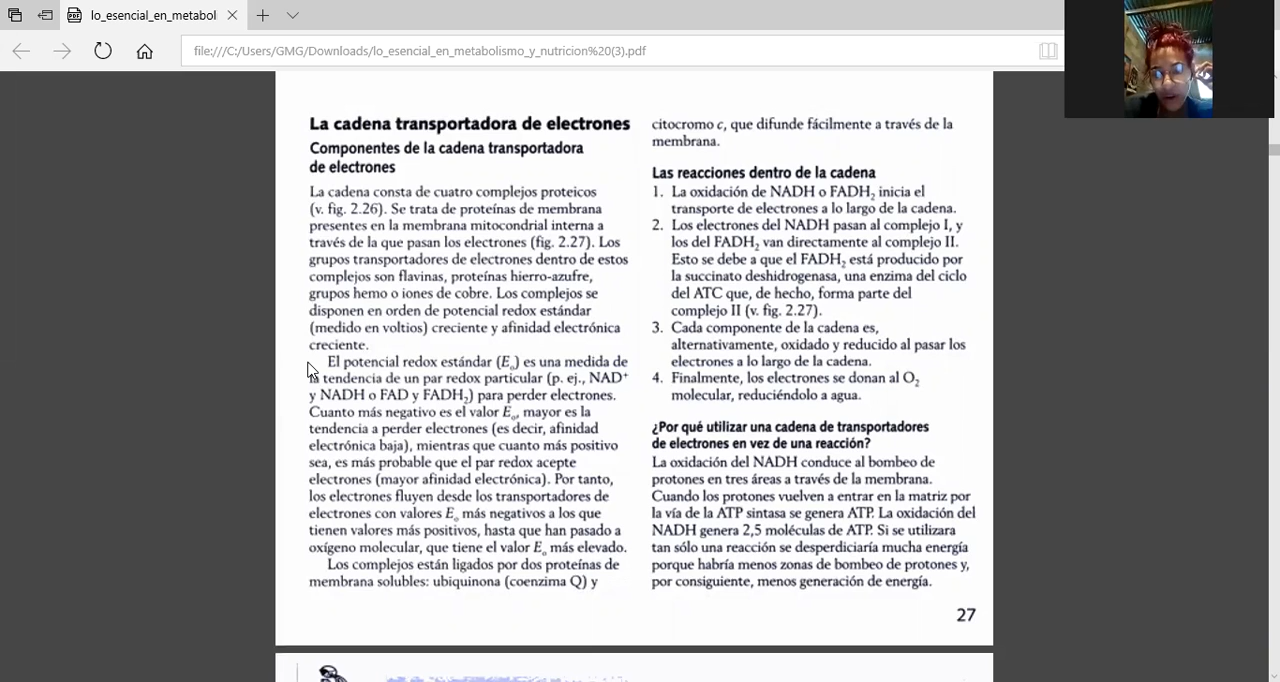 lo_esencial_en_metabol
file:///C:/Users/GMG/Downloads/lo_esencial_en_metabolismo_y_nutricion%20(3).pdf
La cadena transportadora de electrones
Componentes de la cadena transportadora
de electrones
La cadena consta de cuatro complejos proteicos
(v. fig. 2.26). Se trata de proteínas de membrana
presentes en la membrana mitocondrial interna a
través de la que pasan los electrones (fig. 2.27). Los
grupos transportadores de electrones dentro de estos
complejos son flavinas, proteínas hierro-azufre,
grupos hemo o iones de cobre. Los complejos se
disponen en orden de potencial redox estándar
(medido en voltios) creciente y afinidad electrónica
creciente.
El potencial redox estándar (Eo) es una medida de
la tendencia de un par redox particular (p. ej., NAD+
y NADH o FAD y FADH2) para perder electrones.
Cuanto más negativo es el valor Eo, mayor es la
tendencia a perder electrones (es decir, afinidad
electrónica baja), mientras que cuanto más positivo
sea, es más probable que el par redox acepte
electrones (mayor afinidad electrónica). Por tanto,
los electrones fluyen desde los transportadores de
electrones con valores Eo más negativos a los que
tienen valores más positivos, hasta que han pasado a
oxígeno molecular, que tiene el valor Eo más elevado.
Los complejos están ligados por dos proteínas de
membrana solubles: ubiquinona (coenzima Q) y
citocromo c, que difunde fácilmente a través de la
membrana.
Las reacciones dentro de la cadena
1. La oxidación de NADH o FADH2 inicia el
transporte de electrones a lo largo de la cadena.
2. Los electrones del NADH pasan al complejo I, y
los del FADH2 van directamente al complejo II.
Esto se debe a que el FADH2 está producido por
la succinato deshidrogenasa, una enzima del ciclo
del ATC que, de hecho, forma parte del
complejo II (v. fig. 2.27).
3. Cada componente de la cadena es,
alternativamente, oxidado y reducido al pasar los
electrones a lo largo de la cadena.
4. Finalmente, los electrones se donan al O2
molecular, reduciéndolo a agua.
¿Por qué utilizar una cadena de transportadores
de electrones en vez de una reacción?
La oxidación del NADH conduce al bombeo de
protones en tres áreas a través de la membrana.
Cuando los protones vuelven a entrar en la matriz por
la vía de la ATP sintasa se genera ATP. La oxidación del
NADH genera 2,5 moléculas de ATP. Si se utilizara
tan sólo una reacción se desperdiciaría mucha energía
porque habría menos zonas de bombeo de protones y,
por consiguiente, menos generación de energía.
27